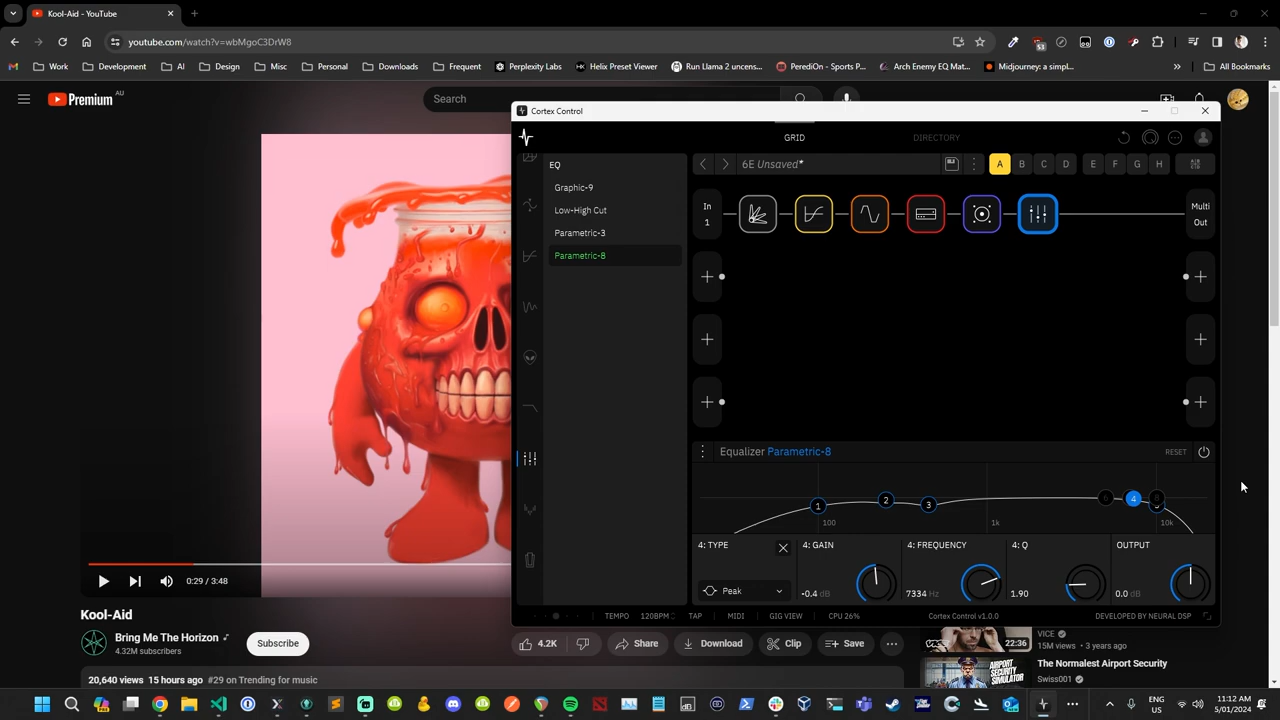 Kool-Aid - YouTube
youtube.com/watch?v=wbMgoC3DrW8
53
Work
Development
AI
Design
Misc
Personal
Downloads
Frequent
Perplexity Labs
Helix Preset Viewer
Run Llama 2 uncens...
PerediOn - Sports P...
Arch Enemy EQ Mat...
Midjourney: a simpl...
All Bookmarks
Premium
AU
Search
Cortex Control
GRID
DIRECTORY
EQ
Graphic-9
Low-High Cut
Parametric-3
Parametric-8
6E Unsaved*
A
B
C
D
E
F
G
H
In
1
Multi
Out
Equalizer Parametric-8
RESET
1
2
3
4
100
1k
10k
4: TYPE
4: GAIN
4: FREQUENCY
4: Q
OUTPUT
Peak
-0.4 dB
7334 Hz
1.90
0.0 dB
TEMPO
120BPM
TAP
MIDI
GIG VIEW
CPU 26%
Cortex Control v1.0.0
DEVELOPED BY NEURAL DSP
0:29 / 3:48
Kool-Aid
Bring Me The Horizon
4.32M subscribers
Subscribe
4.2K
Share
Download
Clip
Save
20,640 views 15 hours ago #29 on Trending for music
22:36
VICE
15M views • 3 years ago
The Normalest Airport Security
Swiss001
AIRPORT
SECURITY
SIMULATOR
ENG
US
11:12 AM
5/01/2024